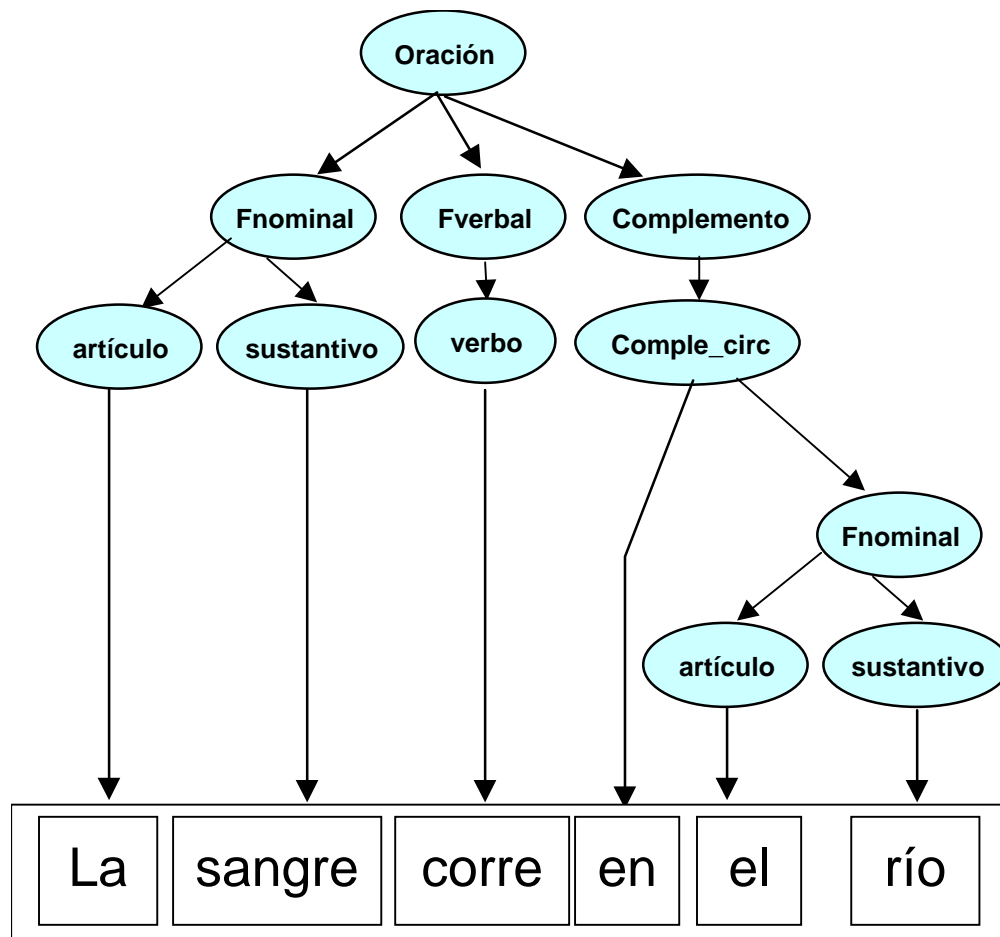 Oración
Fnominal Fverbal Complemento
artículo sustantivo verbo Comple_circ
Fnominal
artículo sustantivo
La sangre corre en el río